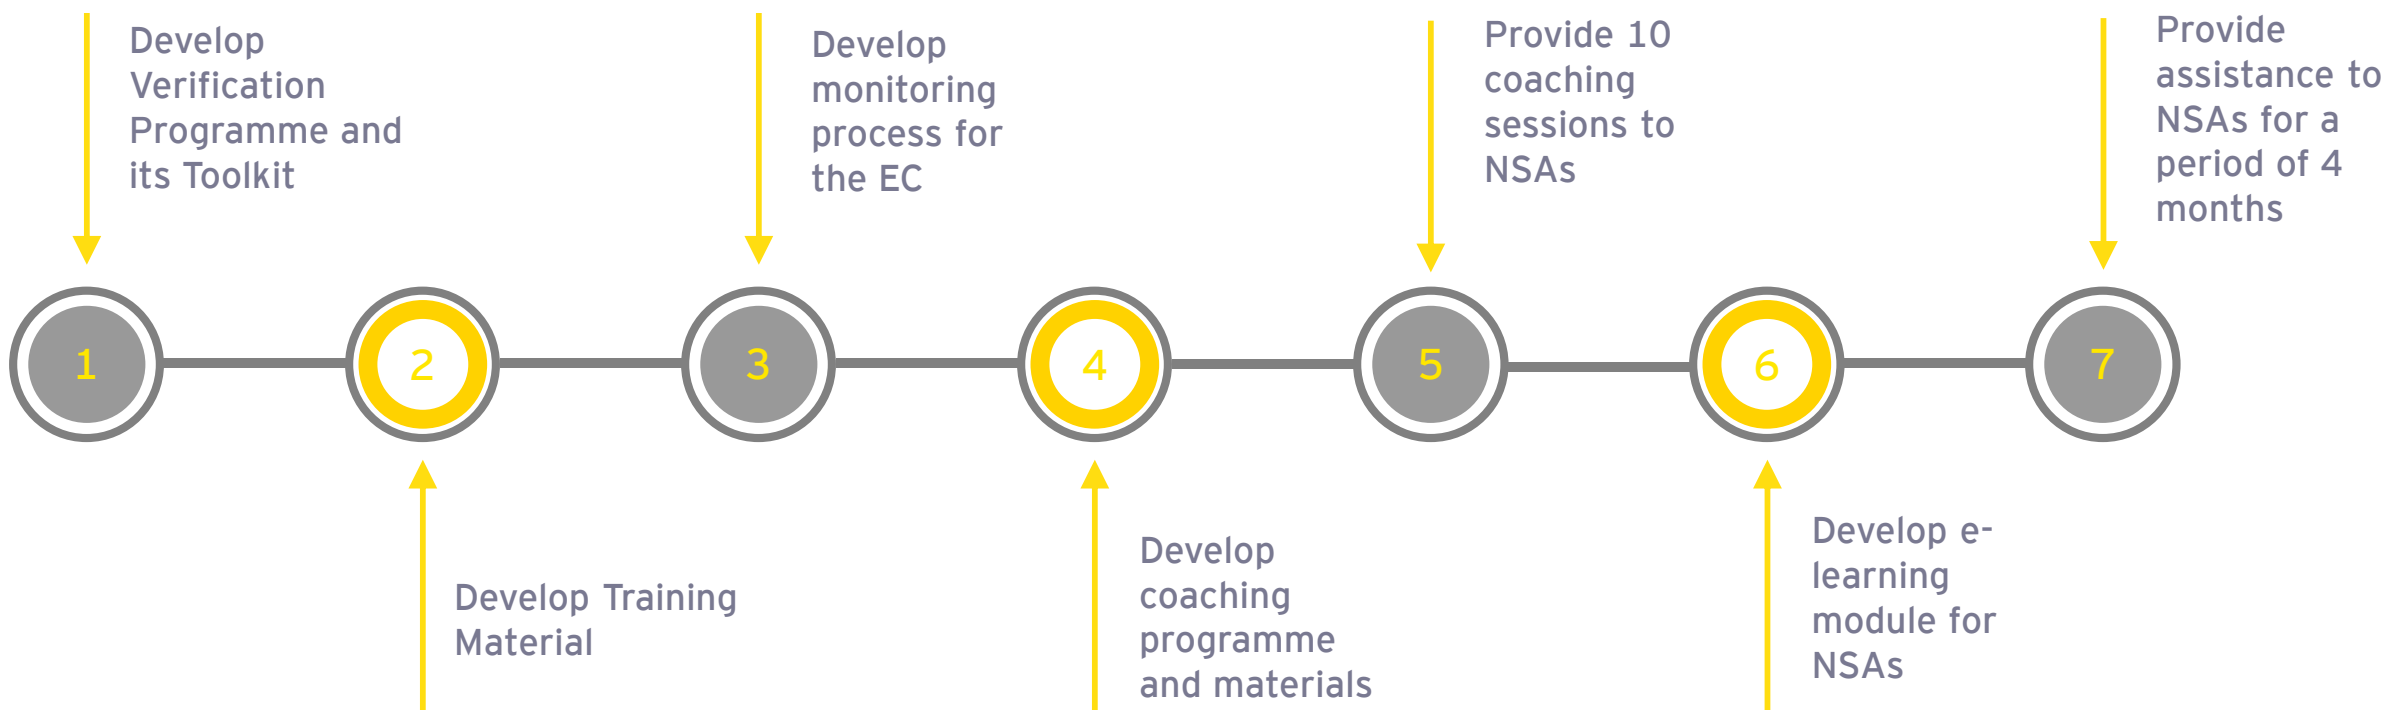 Develop
Verification
Programme and
its Toolkit
Develop
monitoring
process for
the EC
Provide 10
coaching
sessions to
NSAs
Provide
assistance to
NSAs for a
period of 4
months
1
2
3
4
5
6
7
Develop Training
Material
Develop
coaching
programme
and materials
Develop e-
learning
module for
NSAs